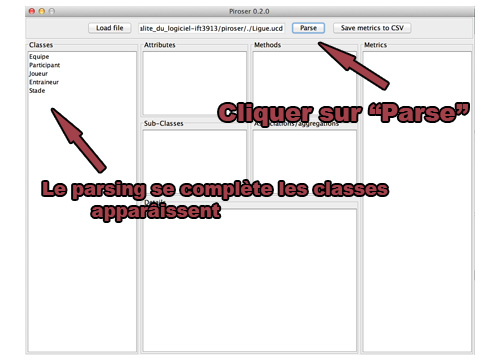 Piroser 0.2.0
Load file
alite_du_logiciel-ift3913/piroser/./Ligue.ucd
Parse
Save metrics to CSV
Classes
Attributes
Methods
Metrics
Equipe
Participant
Joueur
Entraineur
Stade
Cliquer sur “Parse”
Sub-Classes
Associations/aggregations
Le parsing se complète les classes
apparaissent
Details